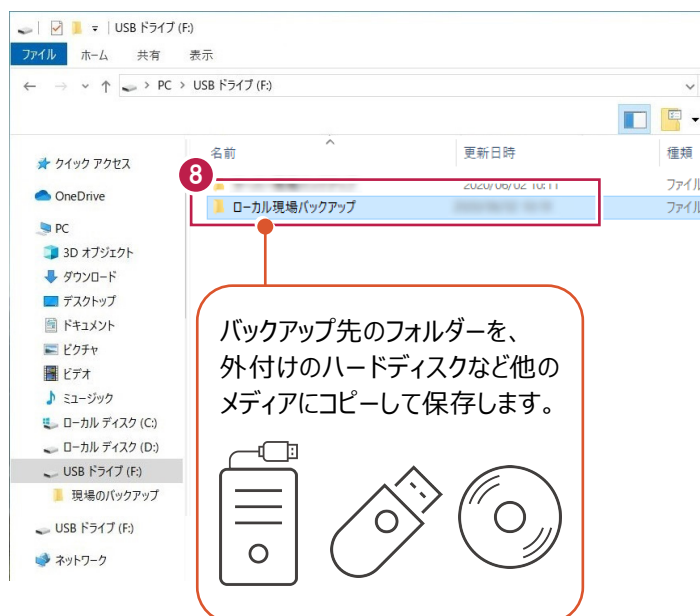 USB ドライブ (F:)
ファイル ホーム 共有 表示
PC > USB ドライブ (F:)
名前 更新日時 種類
8
2020/06/02 10:11 ファイル
ローカル現場バックアップ ファイル
クイック アクセス
OneDrive
PC
3D オブジェクト
ダウンロード
デスクトップ
ドキュメント
ピクチャ
ビデオ
ミュージック
ローカル ディスク (C:)
ローカル ディスク (D:)
USB ドライブ (F:)
現場のバックアップ
USB ドライブ (F:)
ネットワーク
バックアップ先のフォルダーを、
外付けのハードディスクなど他の
メディアにコピーして保存します。